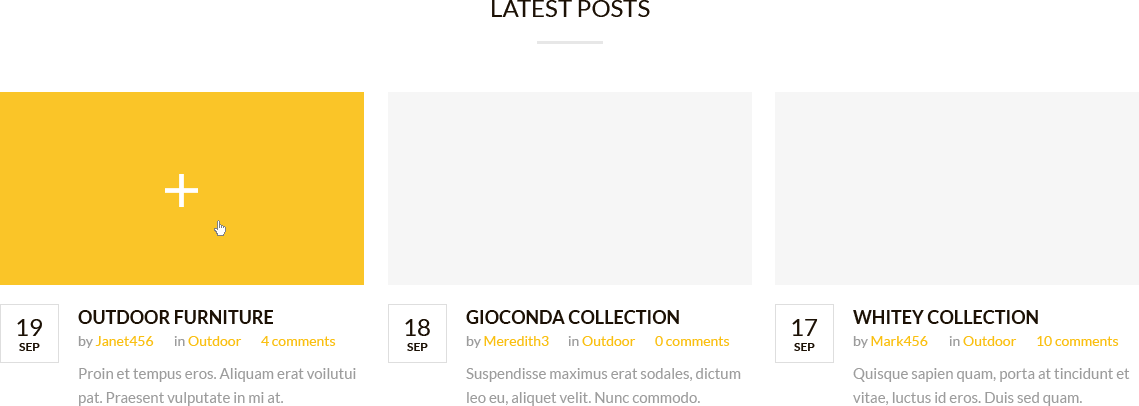 LATEST POSTS
19
SEP
OUTDOOR FURNITURE
by Janet456 in Outdoor 4 comments
Proin et tempus eros. Aliquam erat voilutui
pat. Praesent vulputate in mi at.
18
SEP
GIOCONDA COLLECTION
by Meredith3 in Outdoor 0 comments
Suspendisse maximus erat sodales, dictum
leo eu, aliquet velit. Nunc commodo.
17
SEP
WHITEY COLLECTION
by Mark456 in Outdoor 10 comments
Quisque sapien quam, porta at tincidunt et
vitae, luctus id eros. Duis sed quam.